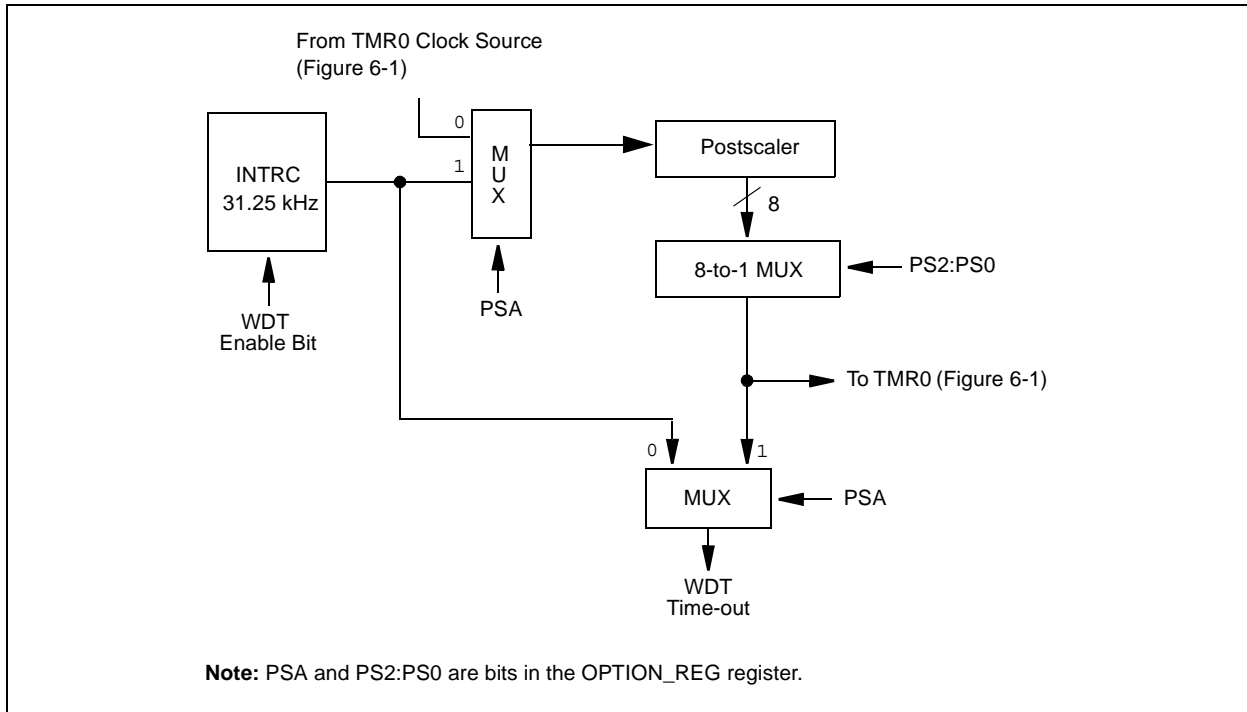 From TMR0 Clock Source
(Figure 6-1)
0
1
M
U
X
Postscaler
INTRC
31.25 kHz
8
8-to-1 MUX
PS2:PS0
PSA
WDT
Enable Bit
To TMR0 (Figure 6-1)
0
1
MUX
PSA
WDT
Time-out
Note: PSA and PS2:PS0 are bits in the OPTION_REG register.